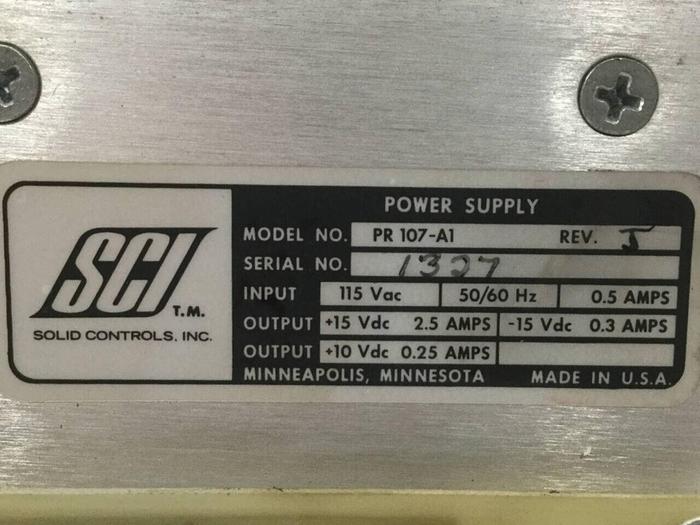 SCI T.M.
SOLID CONTROLS, INC.
POWER SUPPLY
MODEL NO. PR 107-A1 REV. J
SERIAL NO. 1327
INPUT 115 Vac 50/60 Hz 0.5 AMPS
OUTPUT +15 Vdc 2.5 AMPS -15 Vdc 0.3 AMPS
OUTPUT +10 Vdc 0.25 AMPS
MINNEAPOLIS, MINNESOTA MADE IN U.S.A.